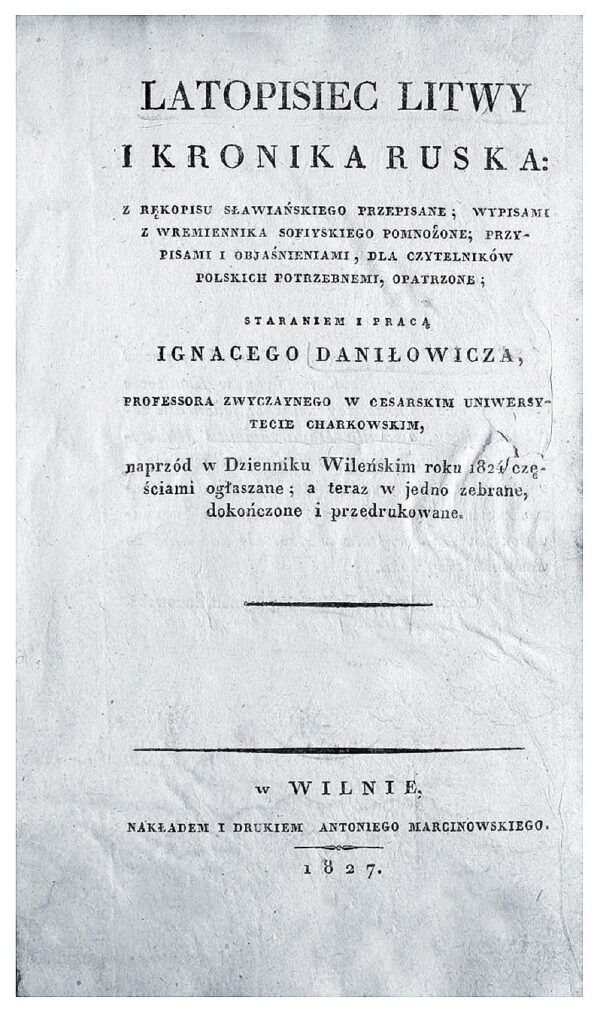 LATOPISIEC LITWY
I KRONIKA RUSKA:
Z RĘKOPISU SŁAWIAŃSKIEGO PRZEPISANE; WYPISAMI
Z WREMIENNIKA SOFIYSKIEGO POMNOŻONE; PRZY-
PISAMI I OBJAŚNIENIAMI, DLA CZYTELNIKÓW
POLSKICH POTRZEBNEMI, OPATRZONE;
STARANIEM I PRACĄ
IGNACEGO DANIŁOWICZA,
PROFESSORA ZWYCZAYNEGO W CESARSKIM UNIWERSY-
TECIE CHARKOWSKIM,
naprzód w Dzienniku Wileńskim roku 1824 czę-
ściami ogłaszane; a teraz w jedno zebrane,
dokończone i przedrukowane.
w WILNIE,
NAKŁADEM I DRUKIEM ANTONIEGO MARCINOWSKIEGO.
1827.